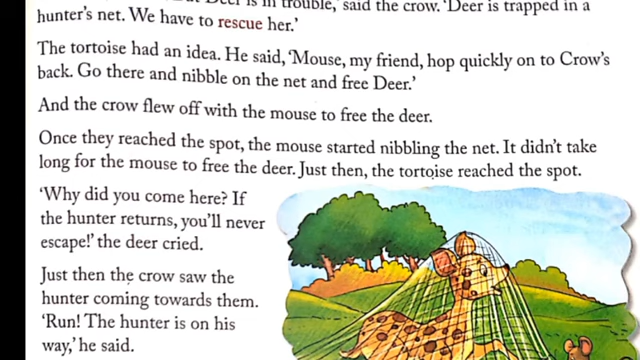 Deer is in trouble,' said the crow. 'Deer is trapped in a
hunter's net. We have to rescue her.'
The tortoise had an idea. He said, 'Mouse, my friend, hop quickly on to Crow's
back. Go there and nibble on the net and free Deer.'
And the crow flew off with the mouse to free the deer.
Once they reached the spot, the mouse started nibbling the net. It didn't take
long for the mouse to free the deer. Just then, the tortoise reached the spot.
'Why did you come here? If
the hunter returns, you'll never
escape!' the deer cried.
Just then the crow saw the
hunter coming towards them.
'Run! The hunter is on his
way,' he said.